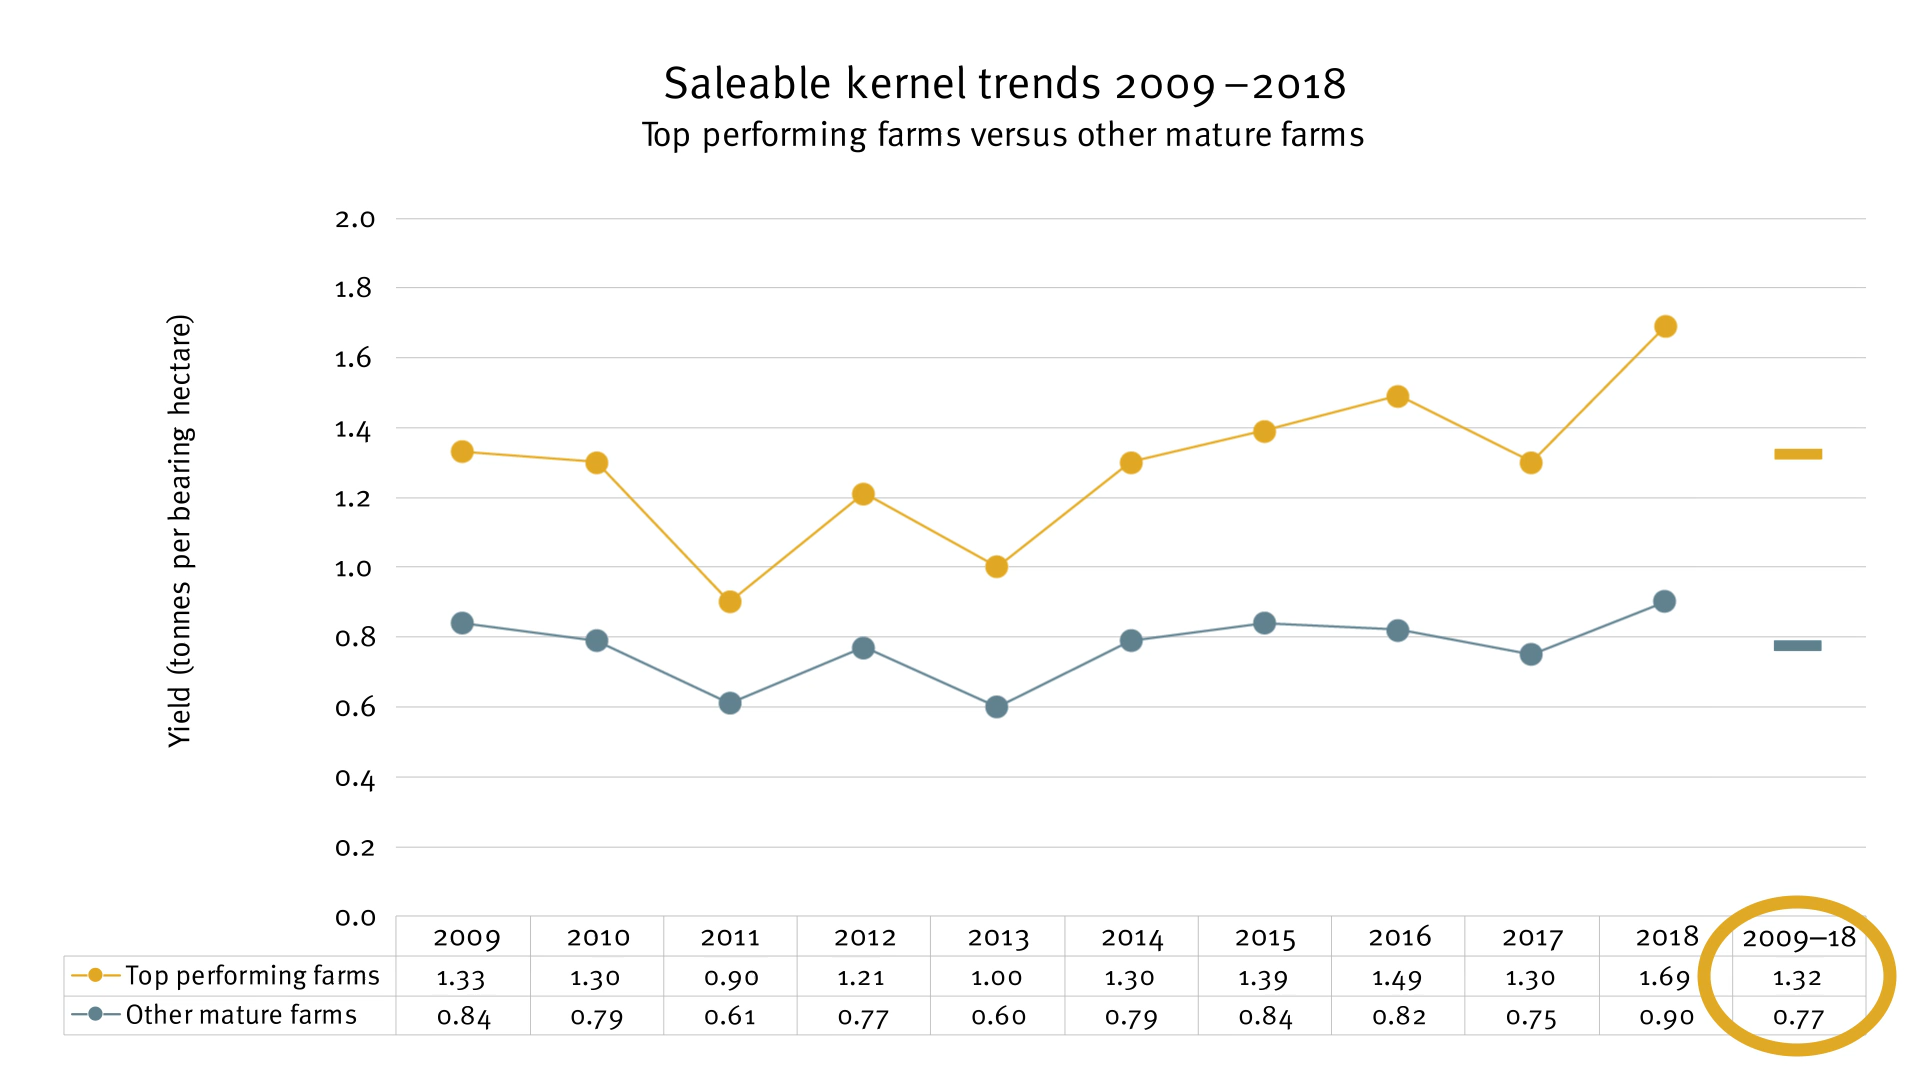 Saleable kernel trends 2009–2018
Top performing farms versus other mature farms
Yield (tonnes per bearing hectare)
2.0
1.8
1.6
1.4
1.2
1.0
0.8
0.6
0.4
0.2
0.0
2009 2010 2011 2012 2013 2014 2015 2016 2017 2018 2009–18
Top performing farms 1.33 1.30 0.90 1.21 1.00 1.30 1.39 1.49 1.30 1.69 1.32
Other mature farms 0.84 0.79 0.61 0.77 0.60 0.79 0.84 0.82 0.75 0.90 0.77